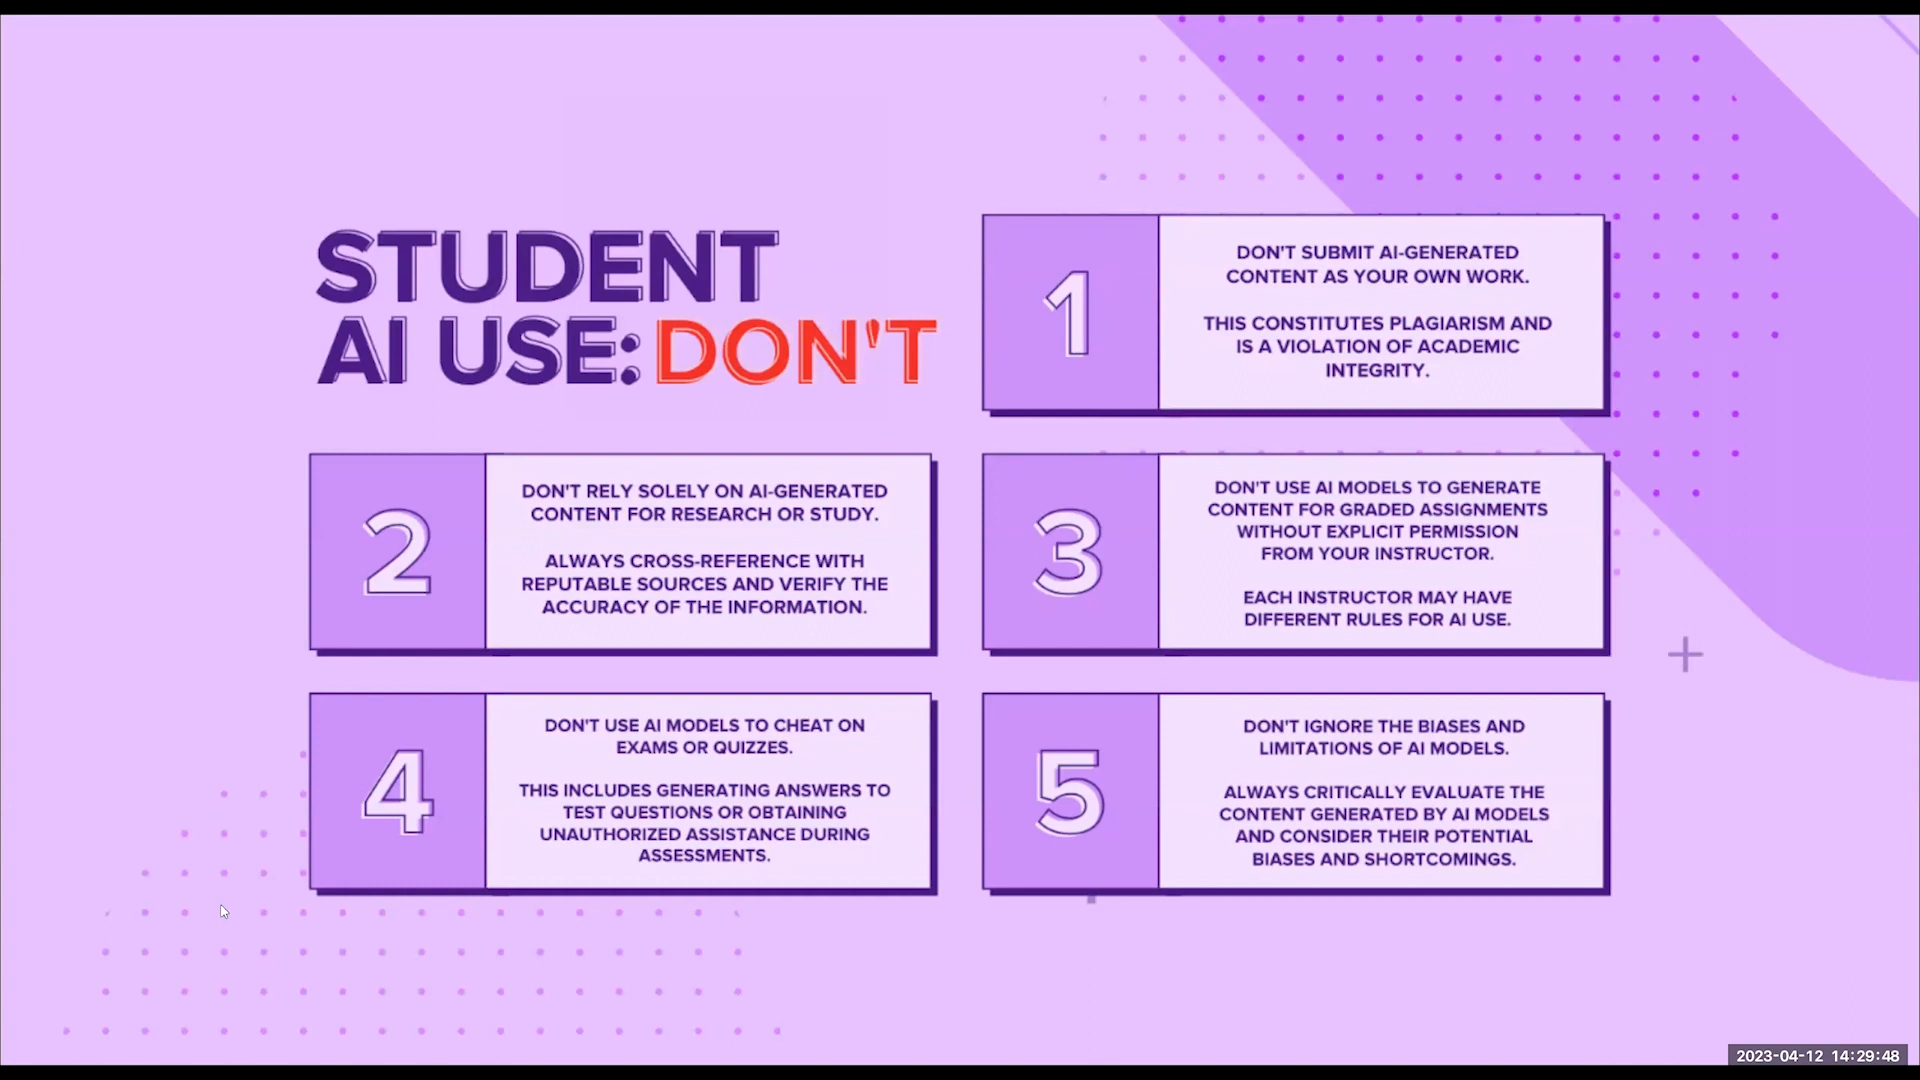 STUDENT
AI USE: DON'T
1
DON'T SUBMIT AI-GENERATED
CONTENT AS YOUR OWN WORK.
THIS CONSTITUTES PLAGIARISM AND
IS A VIOLATION OF ACADEMIC
INTEGRITY.
2
DON'T RELY SOLELY ON AI-GENERATED
CONTENT FOR RESEARCH OR STUDY.
ALWAYS CROSS-REFERENCE WITH
REPUTABLE SOURCES AND VERIFY THE
ACCURACY OF THE INFORMATION.
3
DON'T USE AI MODELS TO GENERATE
CONTENT FOR GRADED ASSIGNMENTS
WITHOUT EXPLICIT PERMISSION
FROM YOUR INSTRUCTOR.
EACH INSTRUCTOR MAY HAVE
DIFFERENT RULES FOR AI USE.
4
DON'T USE AI MODELS TO CHEAT ON
EXAMS OR QUIZZES.
THIS INCLUDES GENERATING ANSWERS TO
TEST QUESTIONS OR OBTAINING
UNAUTHORIZED ASSISTANCE DURING
ASSESSMENTS.
5
DON'T IGNORE THE BIASES AND
LIMITATIONS OF AI MODELS.
ALWAYS CRITICALLY EVALUATE THE
CONTENT GENERATED BY AI MODELS
AND CONSIDER THEIR POTENTIAL
BIASES AND SHORTCOMINGS.
2023-04-12 14:29:48